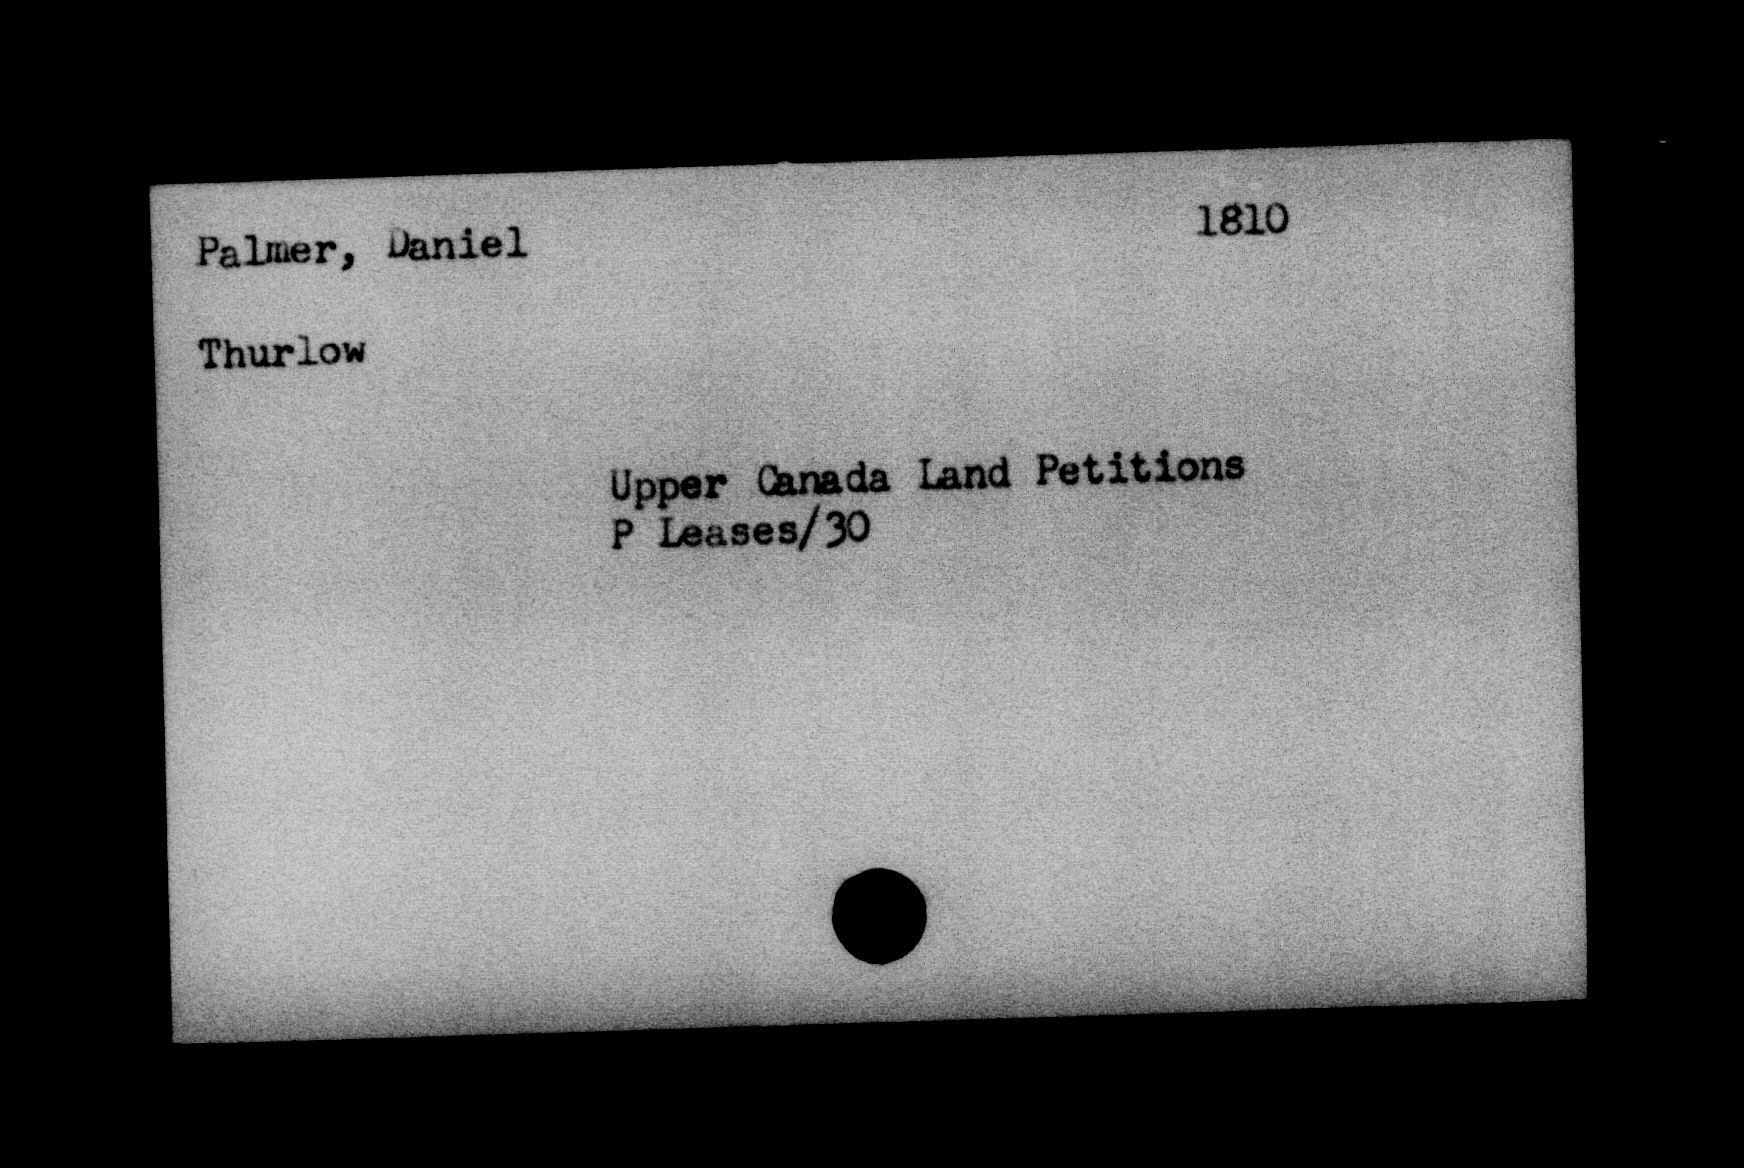 Palmer, Daniel 1810
Thurlow
Upper Canada Land Petitions
P Leases/30